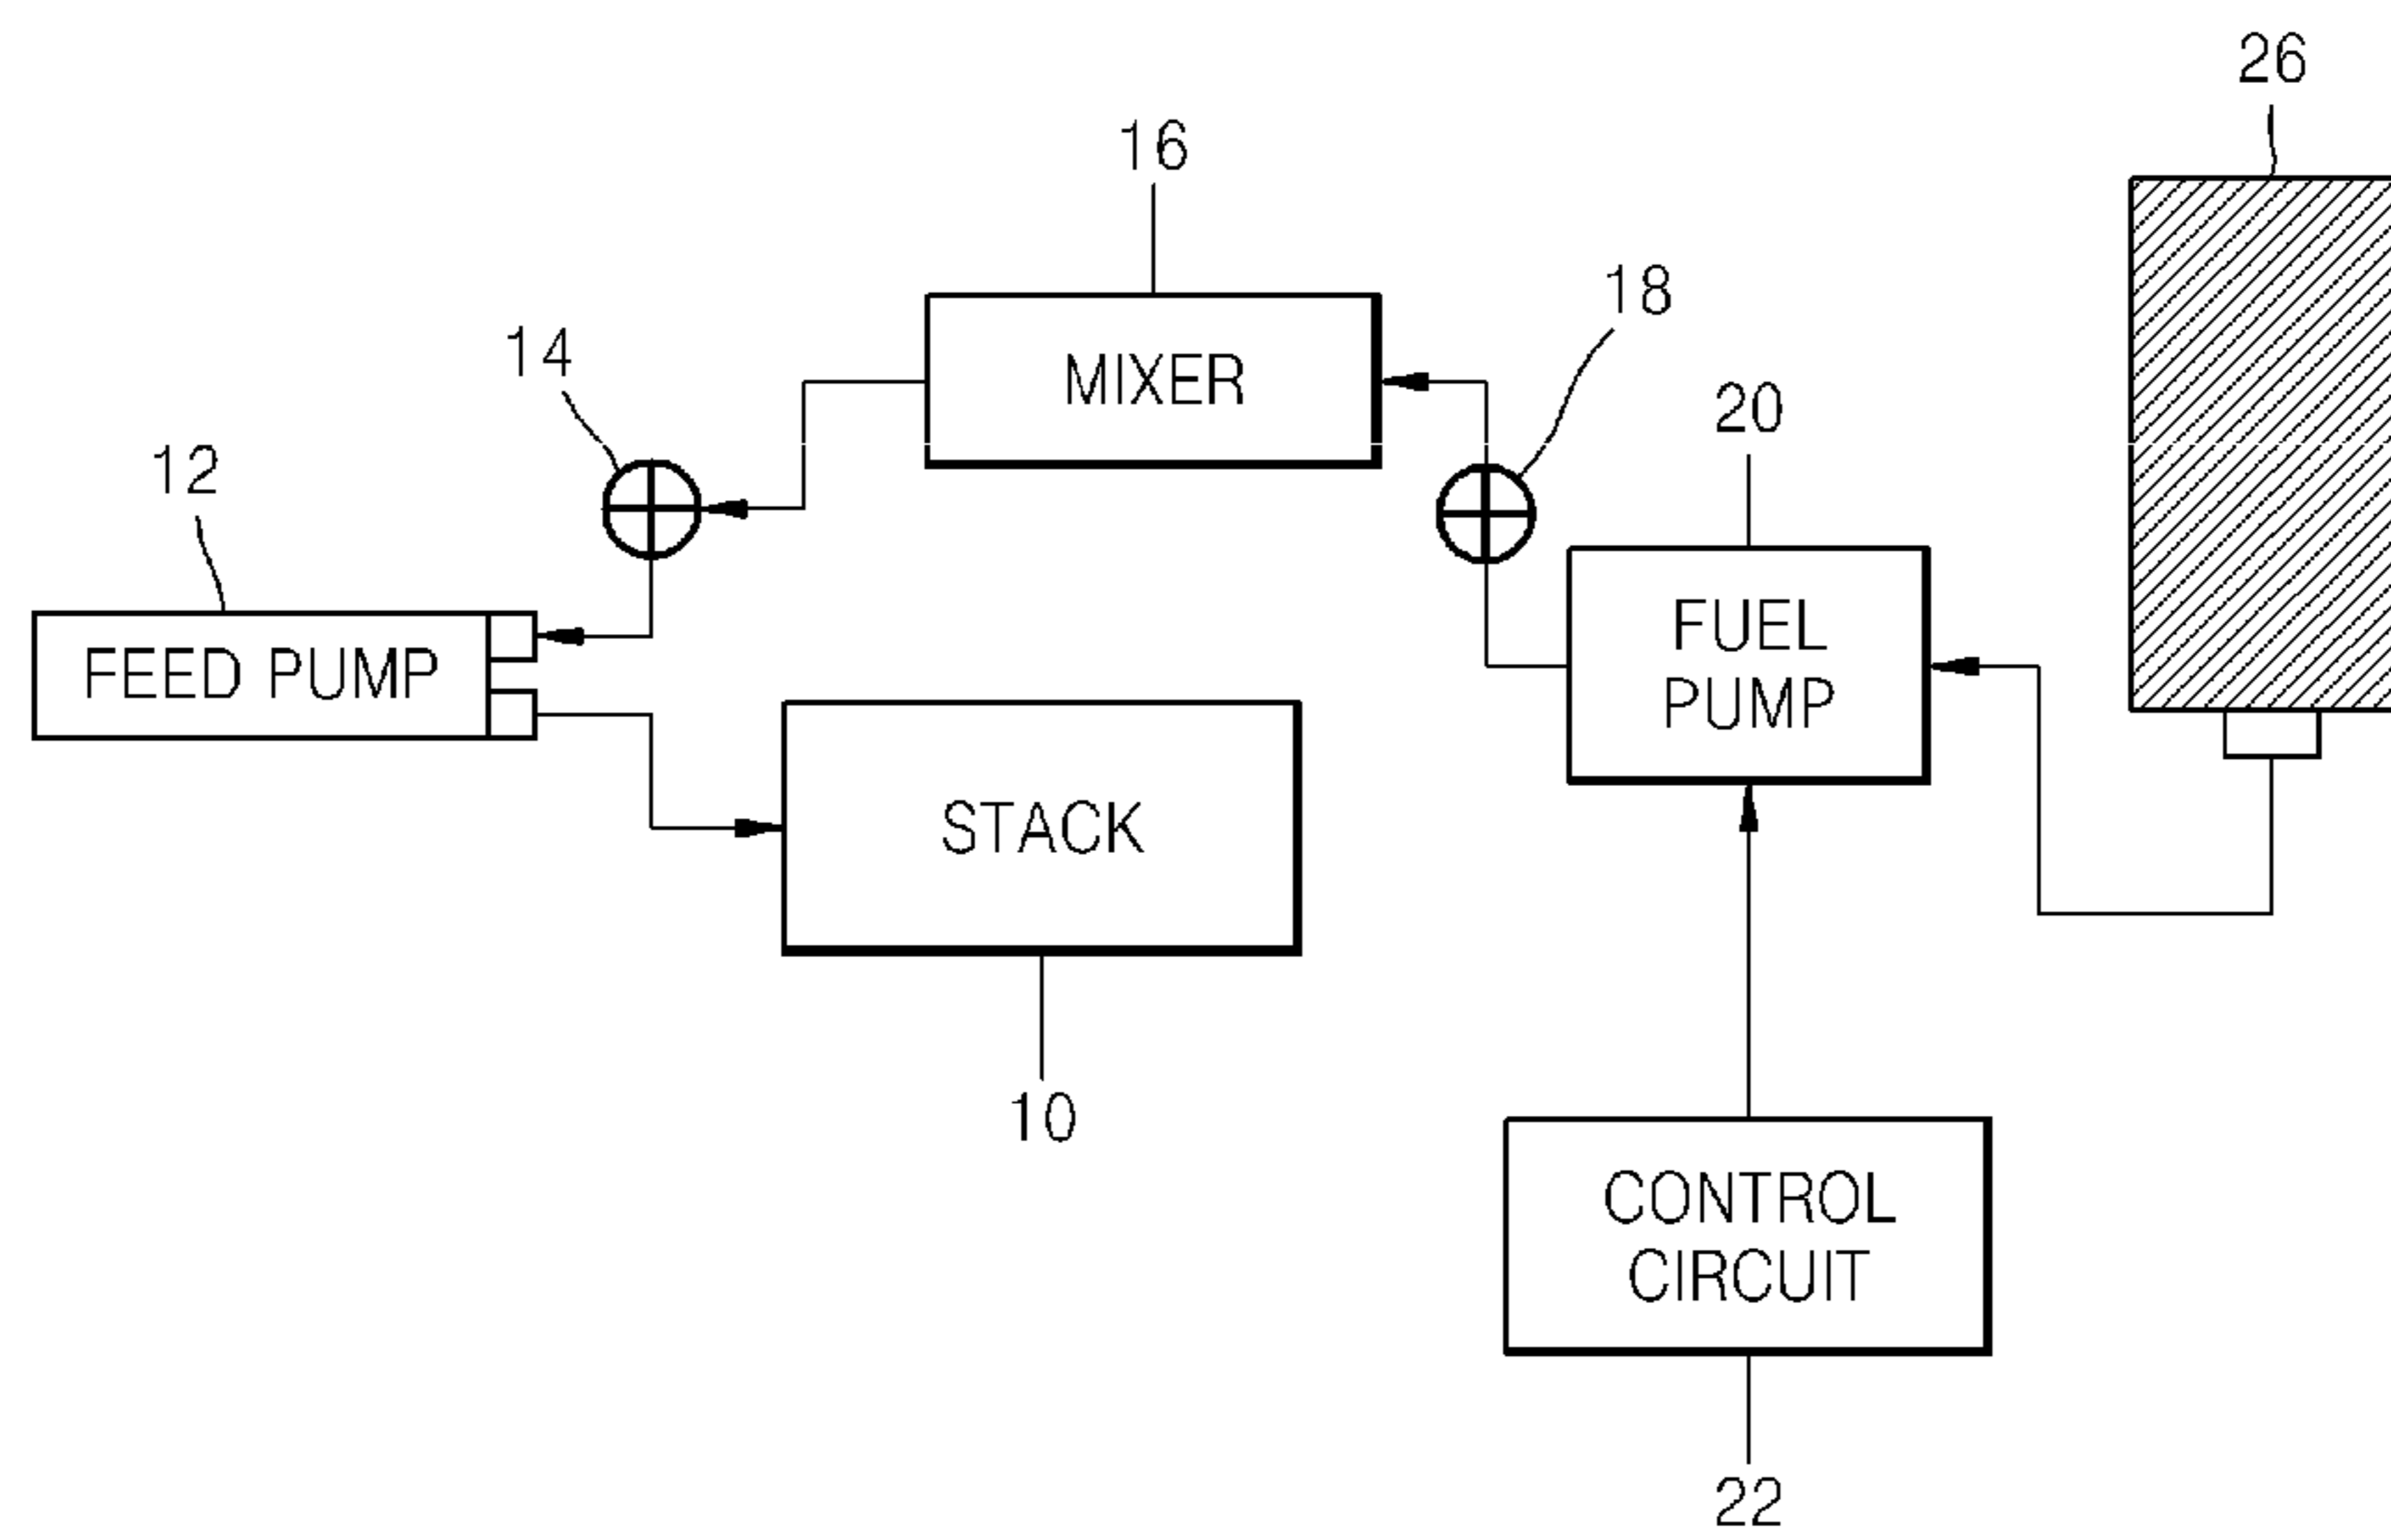 26
16
18
14
MIXER
20
12
FUEL
PUMP
FEED PUMP
STACK
10
CONTROL
CIRCUIT
22